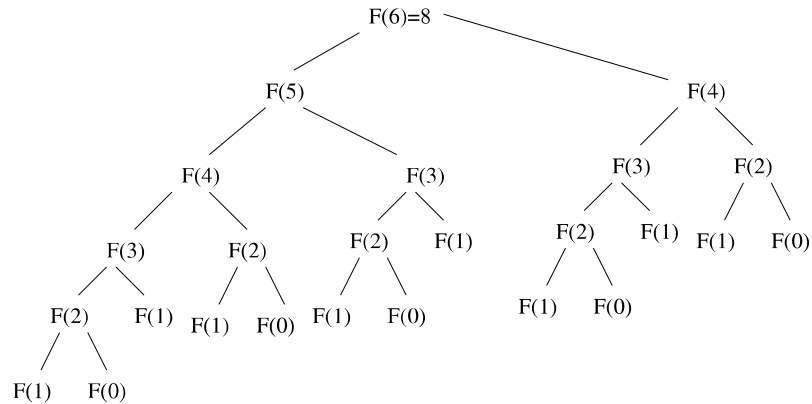 F(6)=8
F(5) F(4)
F(4) F(3) F(3) F(2)
F(3) F(2) F(2) F(1) F(2) F(1) F(1) F(0)
F(2) F(1) F(1) F(0) F(1) F(0) F(1) F(0)
F(1) F(0)